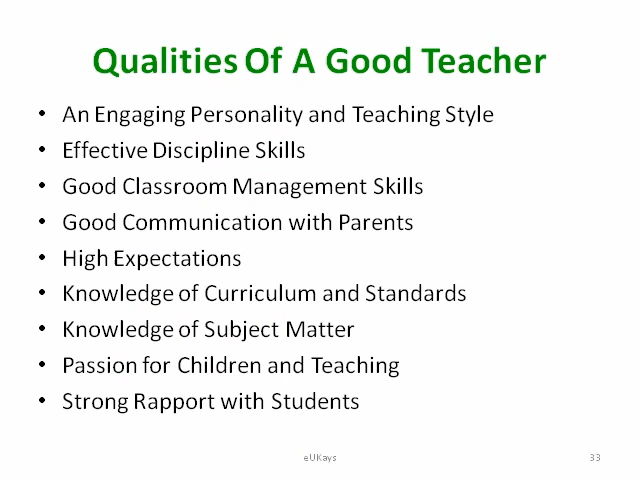 Qualities Of A Good Teacher
• An Engaging Personality and Teaching Style
• Effective Discipline Skills
• Good Classroom Management Skills
• Good Communication with Parents
• High Expectations
• Knowledge of Curriculum and Standards
• Knowledge of Subject Matter
• Passion for Children and Teaching
• Strong Rapport with Students
eUKays
33